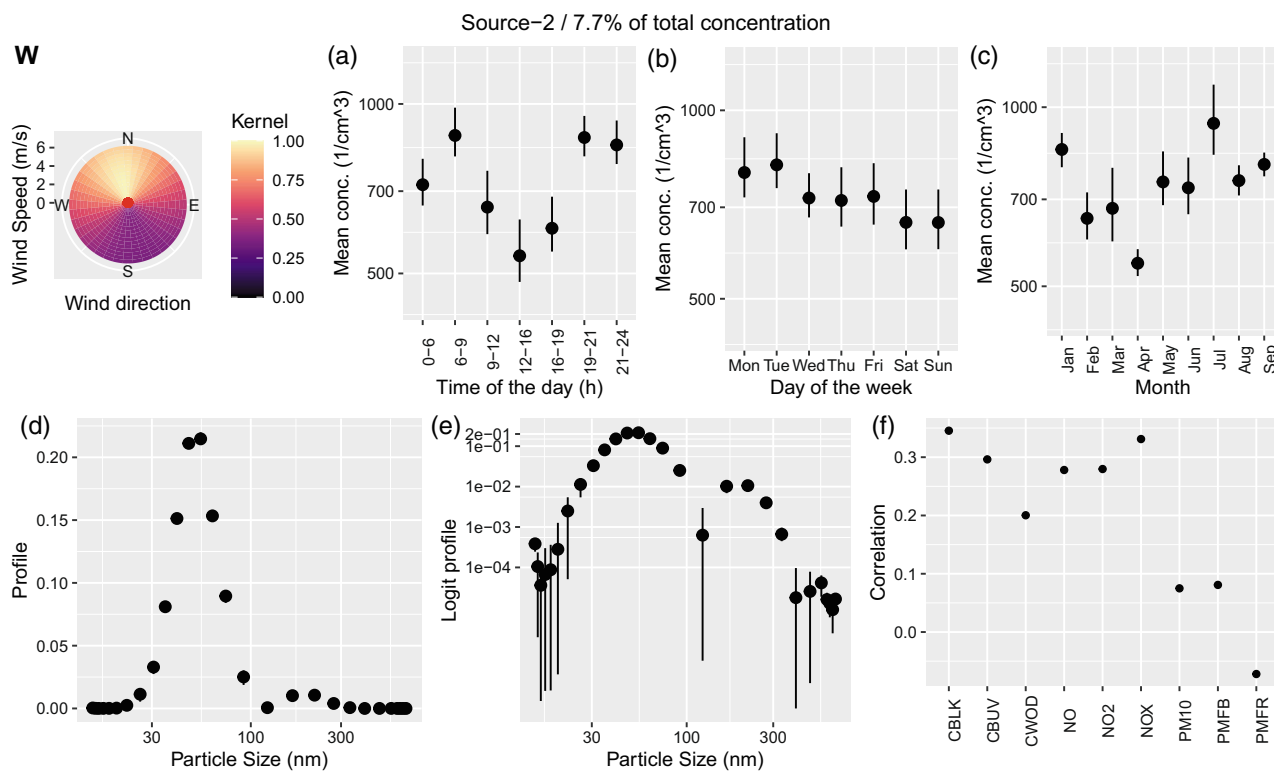 Source−2 / 7.7% of total concentration
W
Wind Speed (m/s)
6
4
2
0
N
W
E
S
Wind direction
Kernel
1.00
0.75
0.50
0.25
0.00
(a)
Mean conc. (1/cm^3)
1000
700
500
0−6
6−9
9−12
12−16
16−19
19−21
21−24
Time of the day (h)
(b)
Mean conc. (1/cm^3)
1000
700
500
Mon Tue Wed Thu Fri Sat Sun
Day of the week
(c)
Mean conc. (1/cm^3)
1000
700
500
Jan
Feb
Mar
Apr
May
Jun
Jul
Aug
Sep
Month
(d)
Profile
0.20
0.15
0.10
0.05
0.00
30 100 300
Particle Size (nm)
(e)
Logit profile
2e−01
1e−01
1e−02
1e−03
1e−04
30 100 300
Particle Size (nm)
(f)
Correlation
0.3
0.2
0.1
0.0
CBLK
CBUV
CWOD
NO
NO2
NOX
PM10
PMFB
PMFR